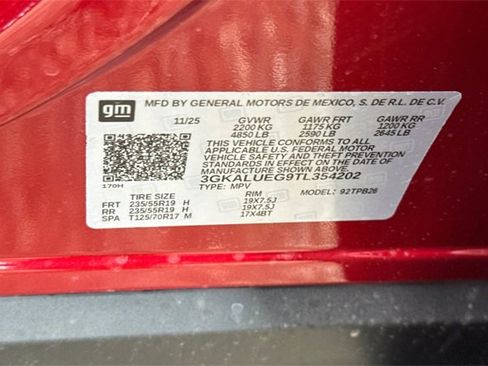 gm
MFD BY GENERAL MOTORS DE MEXICO, S. DE R.L. DE C.V.
11/25 GVWR GAWR FRT GAWR RR
2200 KG 1175 KG 1200 KG
4850 LB 2590 LB 2645 LB
THIS VEHICLE CONFORMS TO ALL
APPLICABLE U.S. FEDERAL MOTOR
VEHICLE SAFETY AND THEFT PREVENTION
STANDARDS IN EFFECT ON THE DATE OF
MANUFACTURE SHOWN ABOVE.
3GKALUEG9TL354202
170H TYPE: MPV MODEL: 92TPB26
TIRE SIZE RIM
FRT 235/55R19 H 19X7.5J
RR 235/55R19 H 19X7.5J
SPA T125/70R17 M 17X4BT